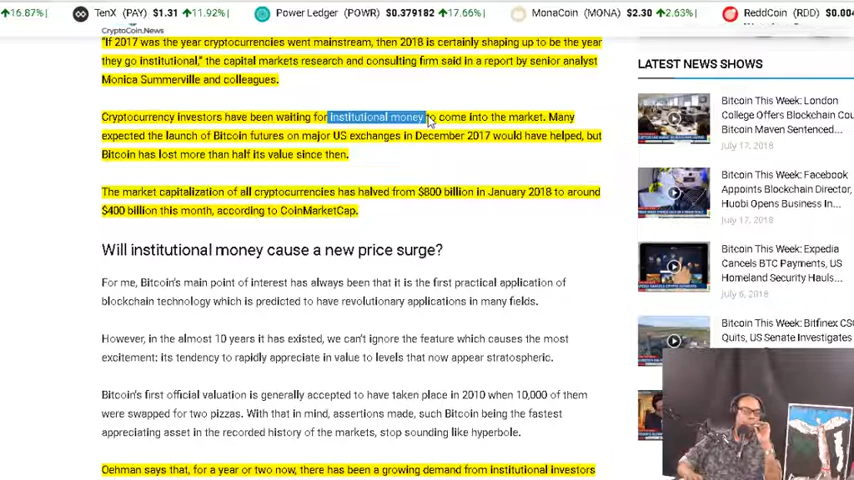 16.87% TenX (PAY) $1.31 11.92% Power Ledger (POWR) $0.379182 17.66% MonaCoin (MONA) $2.30 2.63% ReddCoin (RDD) $0.004
CryptoCoin.News
"If 2017 was the year cryptocurrencies went mainstream, then 2018 is certainly shaping up to be the year
they go institutional," the capital markets research and consulting firm said in a report by senior analyst
Monica Summerville and colleagues.
Cryptocurrency investors have been waiting for institutional money to come into the market. Many
expected the launch of Bitcoin futures on major US exchanges in December 2017 would have helped, but
Bitcoin has lost more than half its value since then.
The market capitalization of all cryptocurrencies has halved from $800 billion in January 2018 to around
$400 billion this month, according to CoinMarketCap.
Will institutional money cause a new price surge?
For me, Bitcoin's main point of interest has always been that it is the first practical application of
blockchain technology which is predicted to have revolutionary applications in many fields.
However, in the almost 10 years it has existed, we can't ignore the feature which causes the most
excitement: its tendency to rapidly appreciate in value to levels that now appear stratospheric.
Bitcoin's first official valuation is generally accepted to have taken place in 2010 when 10,000 of them
were swapped for two pizzas. With that in mind, assertions made, such Bitcoin being the fastest
appreciating asset in the recorded history of the markets, stop sounding like hyperbole.
Oehman says that, for a year or two now, there has been a growing demand from institutional investors
LATEST NEWS SHOWS
Bitcoin This Week: London
College Offers Blockchain Cou
Bitcoin Maven Sentenced...
July 17, 2018
Bitcoin This Week: Facebook
Appoints Blockchain Director,
Huobi Opens Business In...
July 17, 2018
Bitcoin This Week: Expedia
Cancels BTC Payments, US
Homeland Security Hauls...
July 6, 2018
Bitcoin This Week: Bitfinex CSO
Quits, US Senate Investigates